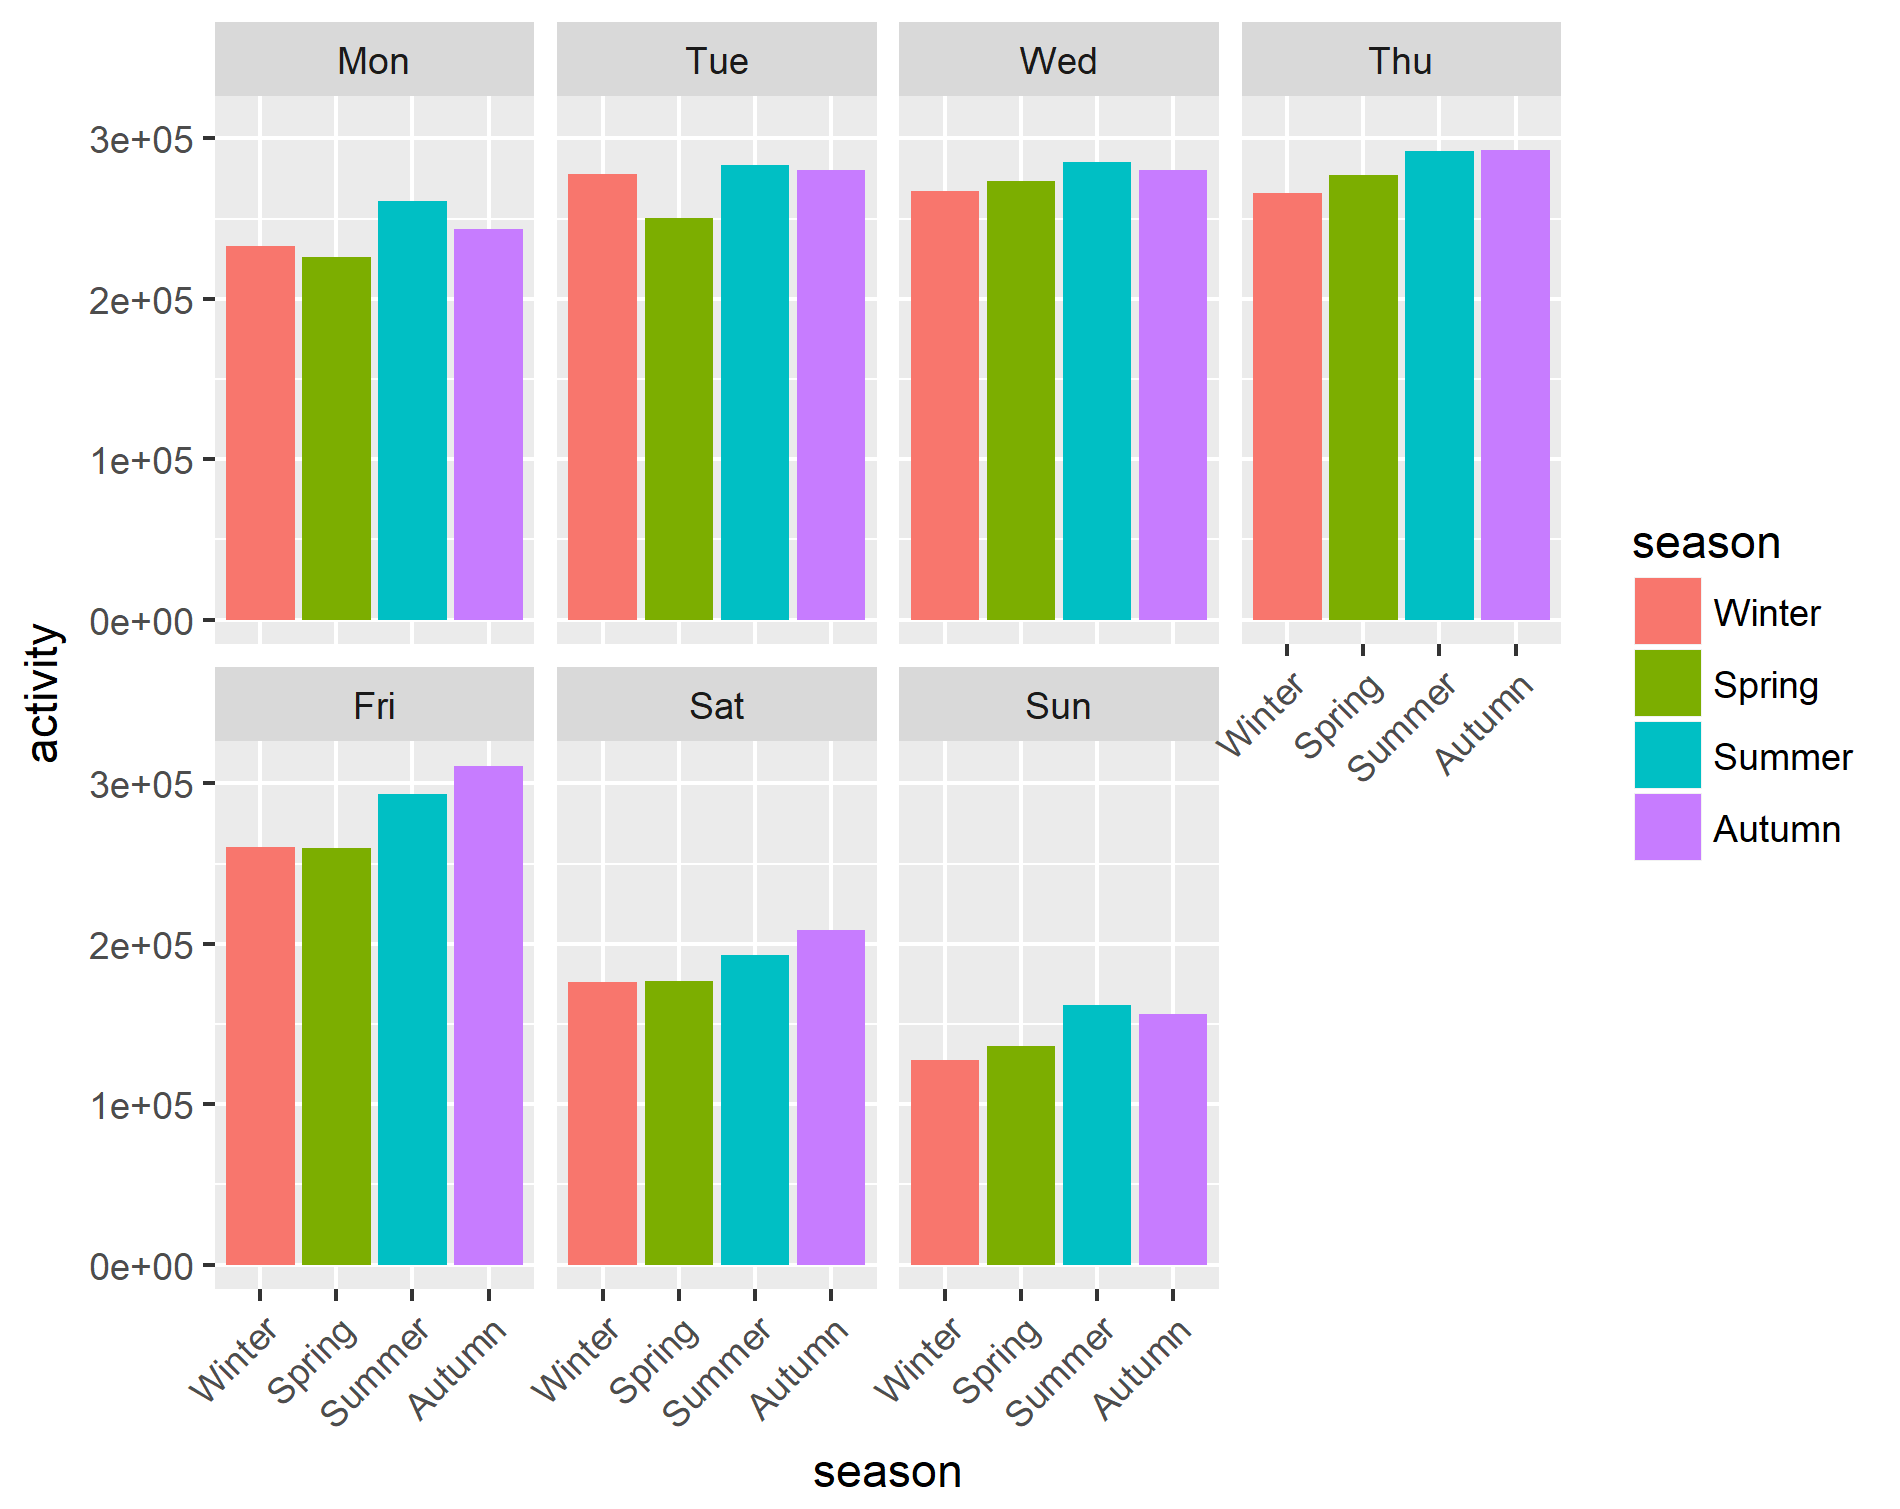 Mon Tue Wed Thu
3e+05
2e+05
1e+05
0e+00
Winter Spring Summer Autumn
Fri Sat Sun
3e+05
2e+05
1e+05
0e+00
Winter Spring Summer Autumn Winter Spring Summer Autumn Winter Spring Summer Autumn
season
activity
season
Winter
Spring
Summer
Autumn